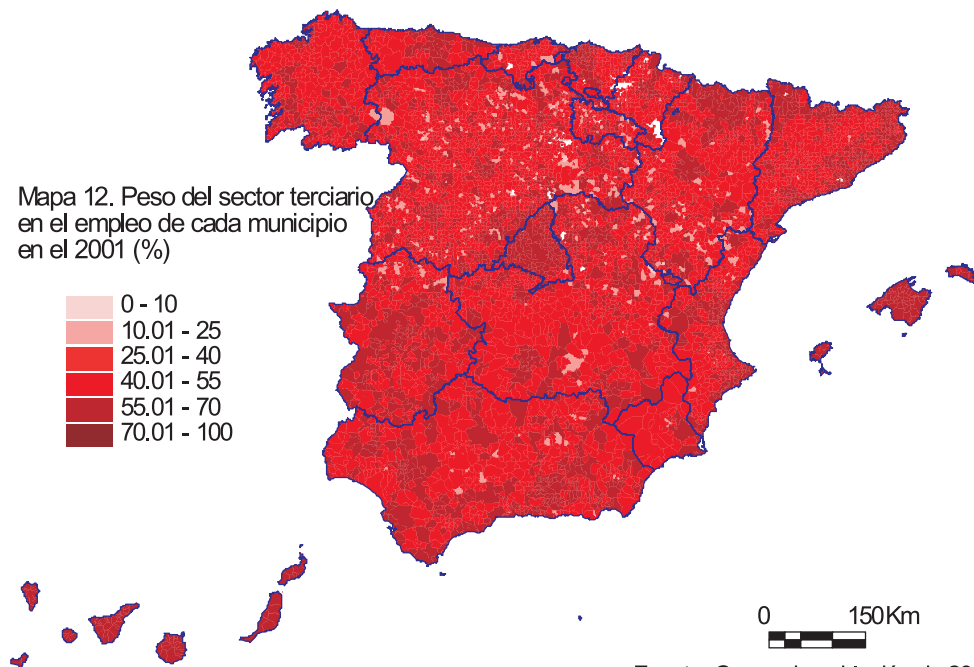 Mapa 12. Peso del sector terciario
en el empleo de cada municipio
en el 2001 (%)
0 - 10
10.01 - 25
25.01 - 40
40.01 - 55
55.01 - 70
70.01 - 100
0 150Km